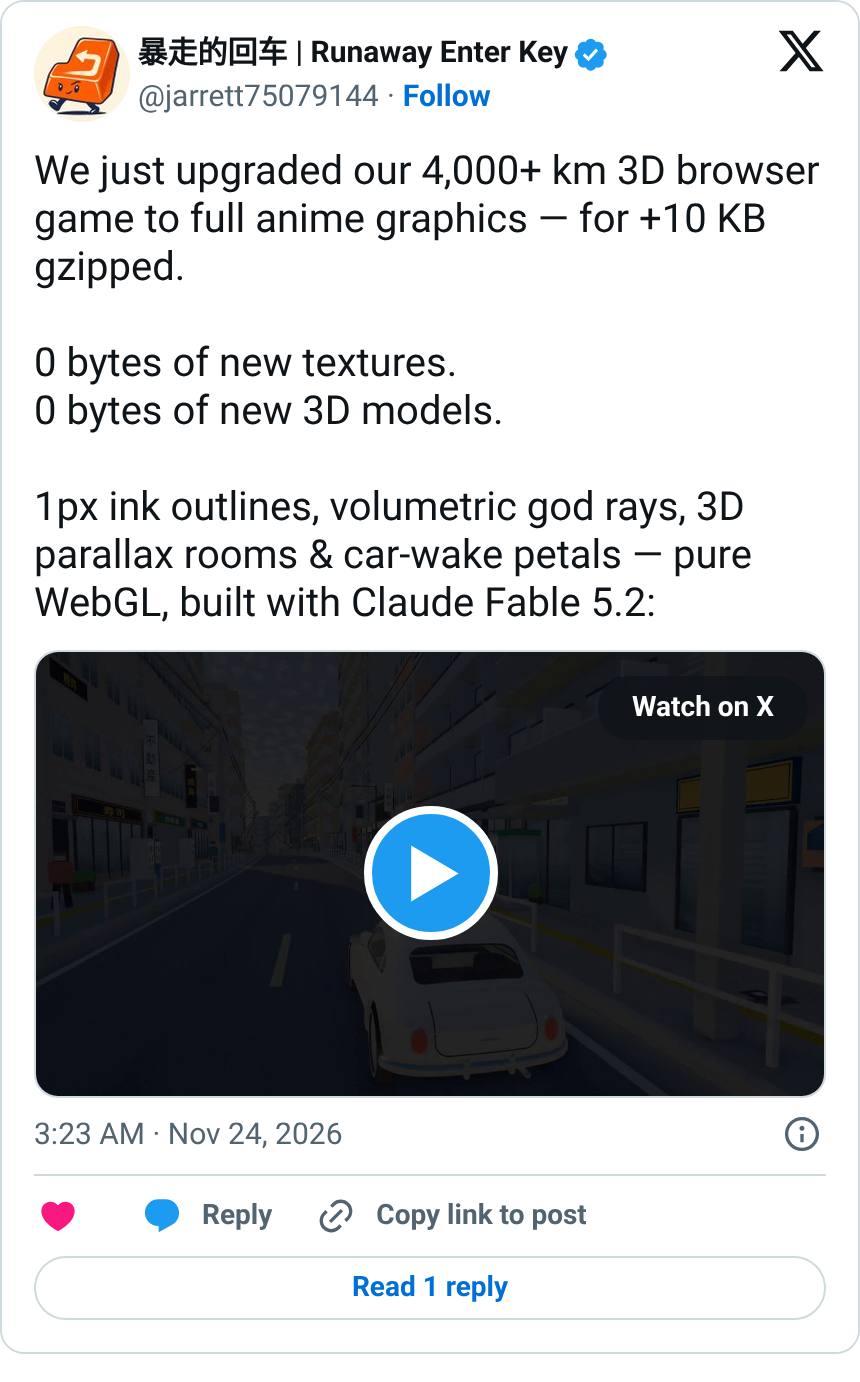 暴走的回车 | Runaway Enter Key
@jarrett75079144 · Follow
We just upgraded our 4,000+ km 3D browser
game to full anime graphics — for +10 KB
gzipped.
0 bytes of new textures.
0 bytes of new 3D models.
1px ink outlines, volumetric god rays, 3D
parallax rooms & car-wake petals — pure
WebGL, built with Claude Fable 5.2:
Watch on X
不動産
3:23 AM · Nov 24, 2026
Reply
Copy link to post
Read 1 reply